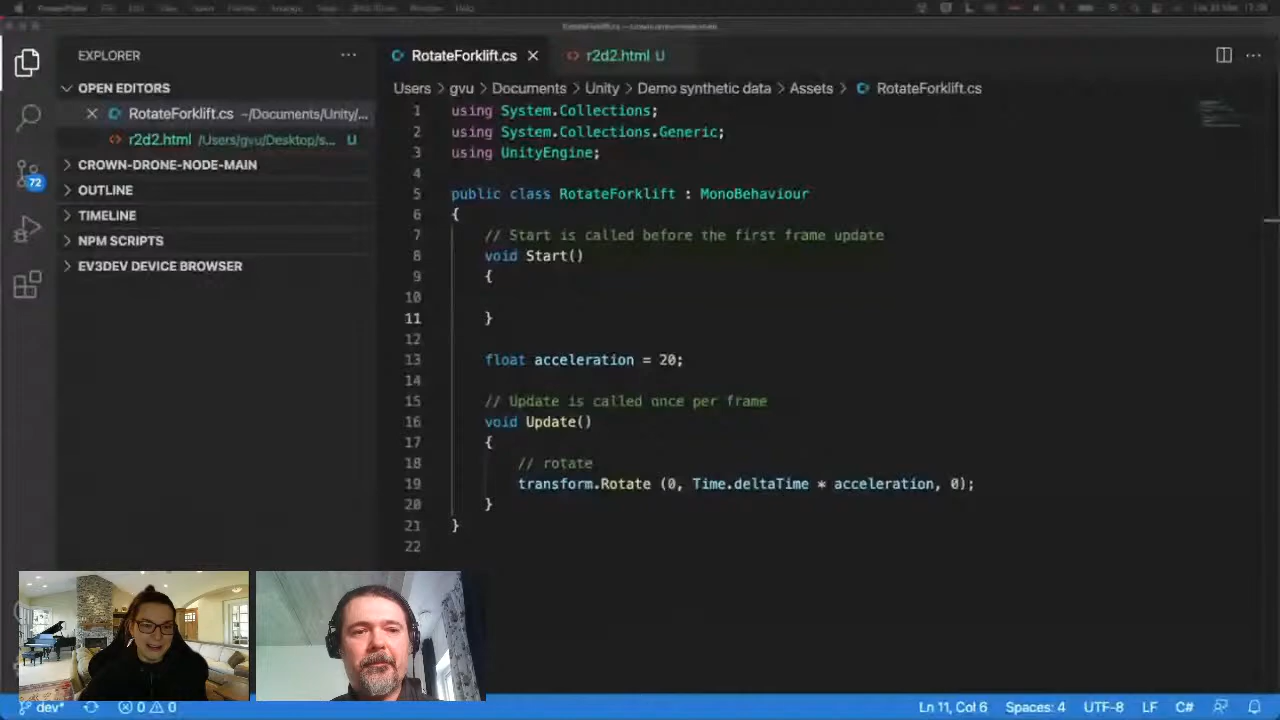 EXPLORER
OPEN EDITORS
RotateForklift.cs ~/Documents/Unity/...
r2d2.html /Users/gvu/Desktop/s... U
CROWN-DRONE-NODE-MAIN
OUTLINE
TIMELINE
NPM SCRIPTS
EV3DEV DEVICE BROWSER
72
RotateForklift.cs
r2d2.html U
Users > gvu > Documents > Unity > Demo synthetic data > Assets > RotateForklift.cs
1 using System.Collections;
2 using System.Collections.Generic;
3 using UnityEngine;
4
5 public class RotateForklift : MonoBehaviour
6 {
7 // Start is called before the first frame update
8 void Start()
9 {
10
11 }
12
13 float acceleration = 20;
14
15 // Update is called once per frame
16 void Update()
17 {
18 // rotate
19 transform.Rotate (0, Time.deltaTime * acceleration, 0);
20 }
21 }
22
dev* 0 0 Ln 11, Col 6 Spaces: 4 UTF-8 LF C#